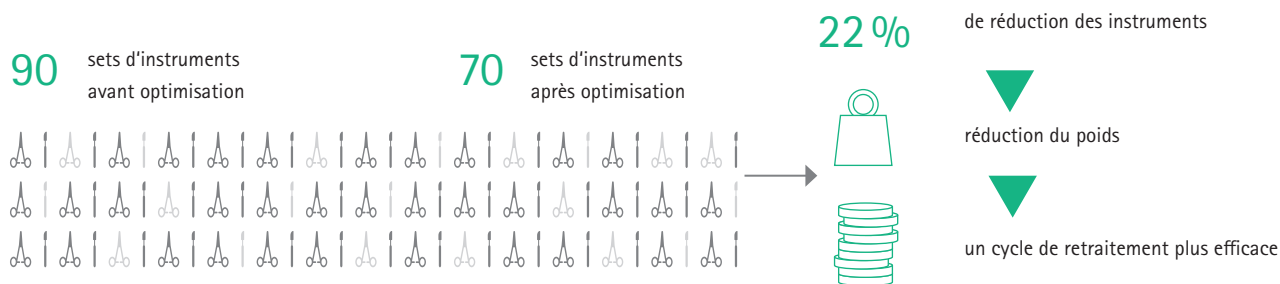 90
sets d‘instruments
avant optimisation
70
sets d‘instruments
après optimisation
22 %
de réduction des instruments
réduction du poids
un cycle de retraitement plus efficace